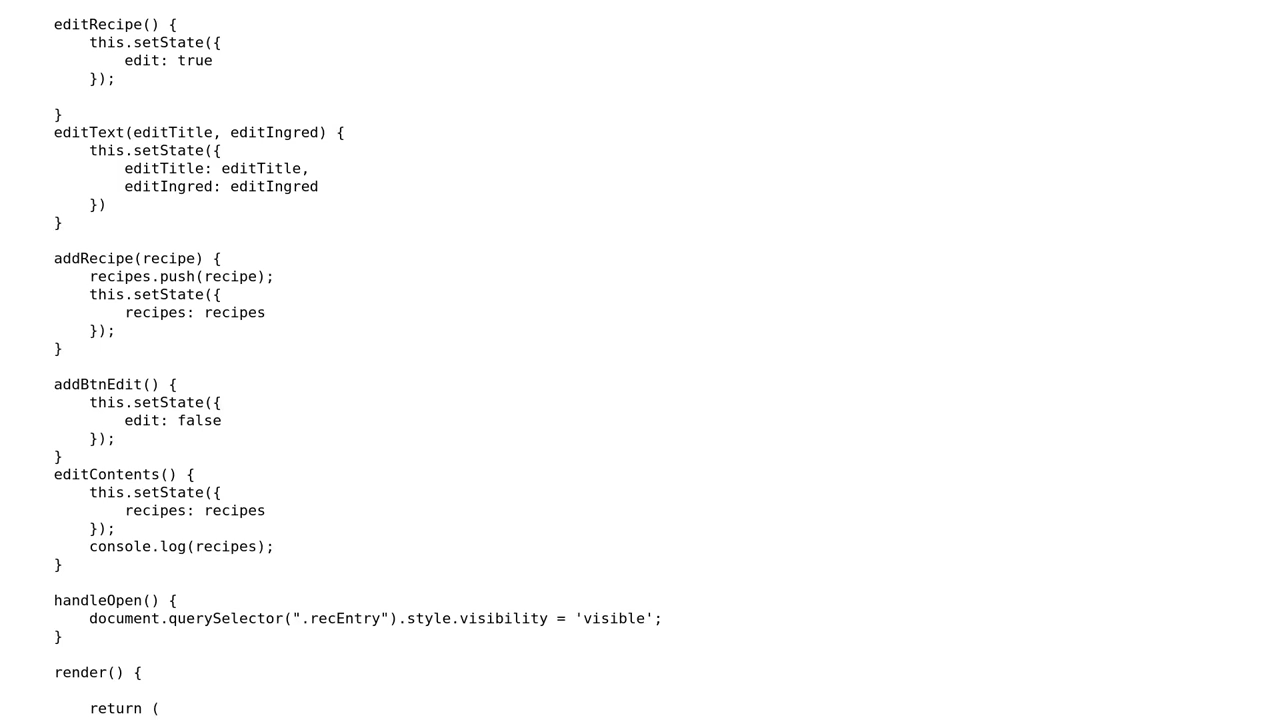 editRecipe() {
    this.setState({
        edit: true
    });

}
editText(editTitle, editIngred) {
    this.setState({
        editTitle: editTitle,
        editIngred: editIngred
    })
}

addRecipe(recipe) {
    recipes.push(recipe);
    this.setState({
        recipes: recipes
    });
}

addBtnEdit() {
    this.setState({
        edit: false
    });
}
editContents() {
    this.setState({
        recipes: recipes
    });
    console.log(recipes);
}

handleOpen() {
    document.querySelector(".recEntry").style.visibility = 'visible';
}

render() {

    return (